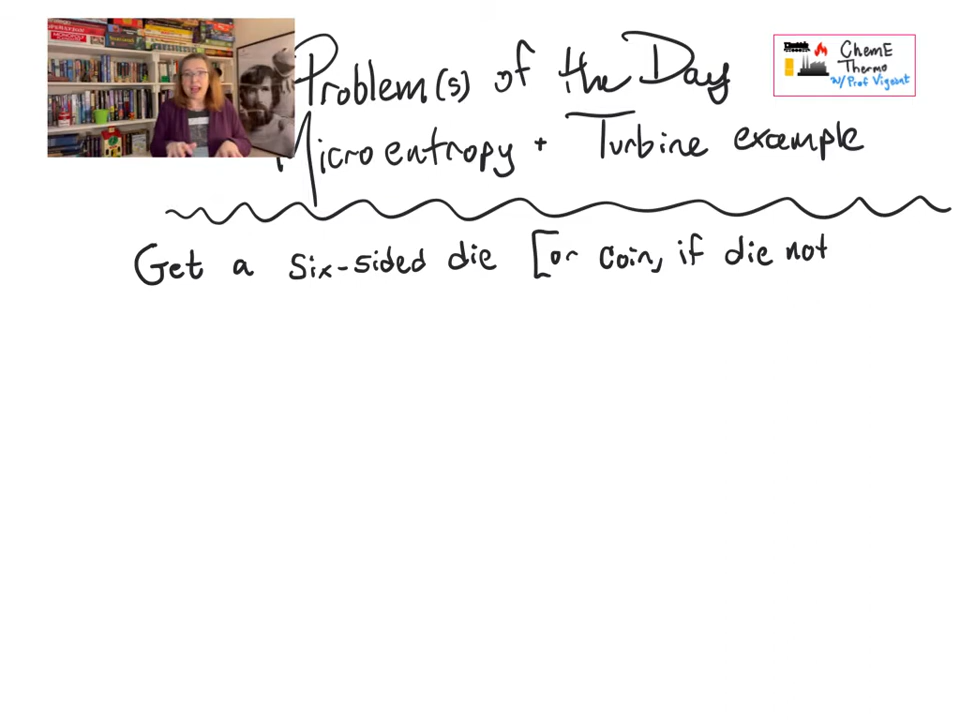 Problem(s) of the Day
ChemE
Thermo
w/ Prof Vigeant
Microentropy + Turbine example
Get a six-sided die [or coin, if die not